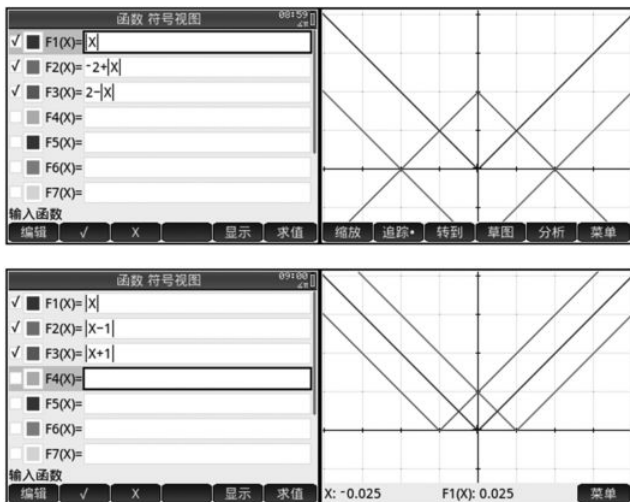 函数 符号视图 08:59
√ F1(X)=|X|
√ F2(X)=-2+|X|
√ F3(X)=2-|X|
F4(X)=
F5(X)=
F6(X)=
F7(X)=
输入函数
编辑 √ X 显示 求值
缩放 追踪• 转到 草图 分析 菜单
函数 符号视图 09:00
√ F1(X)=|X|
√ F2(X)=|X-1|
√ F3(X)=|X+1|
F4(X)=
F5(X)=
F6(X)=
F7(X)=
输入函数
编辑 √ X 显示 求值
X: -0.025 F1(X): 0.025 菜单